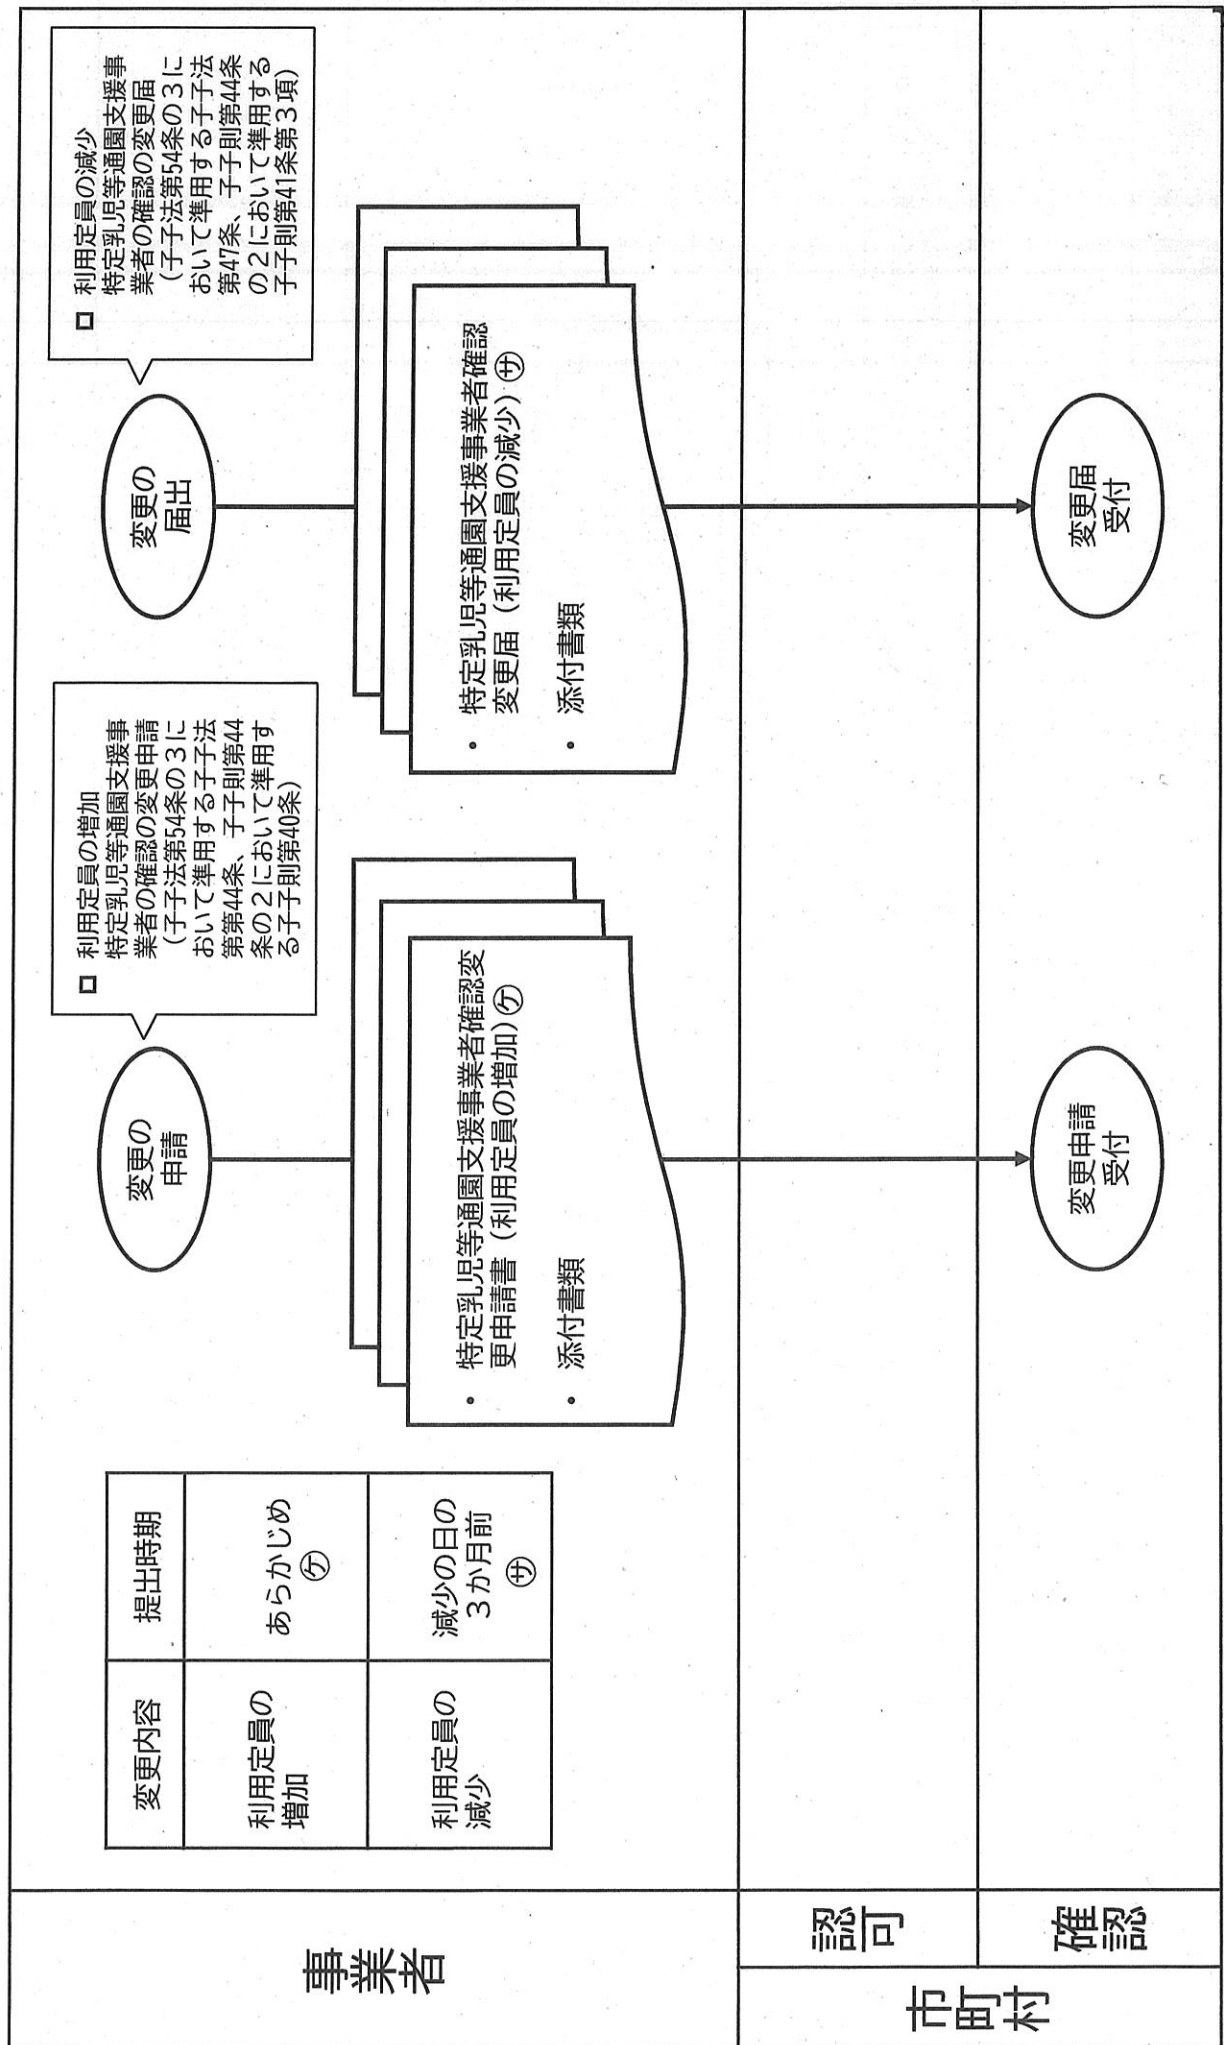 事業者
変更内容
提出時期
利用定員の
増加
あらかじめ
㋘
利用定員の
減少
減少の日の
3か月前
㋚
変更の
申請
□ 利用定員の増加
特定乳児等通園支援事
業者の確認の変更申請
(子子法第54条の3に
おいて準用する子子法
第第44条、子子則第44
条の2において準用す
る子子則第40条)
・ 特定乳児等通園支援事業者確認変
更申請書(利用定員の増加)㋘
・ 添付書類
変更の
届出
□ 利用定員の減少
特定乳児等通園支援事
業者の確認の変更届
(子子法第54条の3に
おいて準用する子子法
第47条、子子則第44条
の2において準用する
子子則第41条第3項)
・ 特定乳児等通園支援事業者確認
変更届(利用定員の減少)㋚
・ 添付書類
市町村
認可
確認
変更申請
受付
変更届
受付